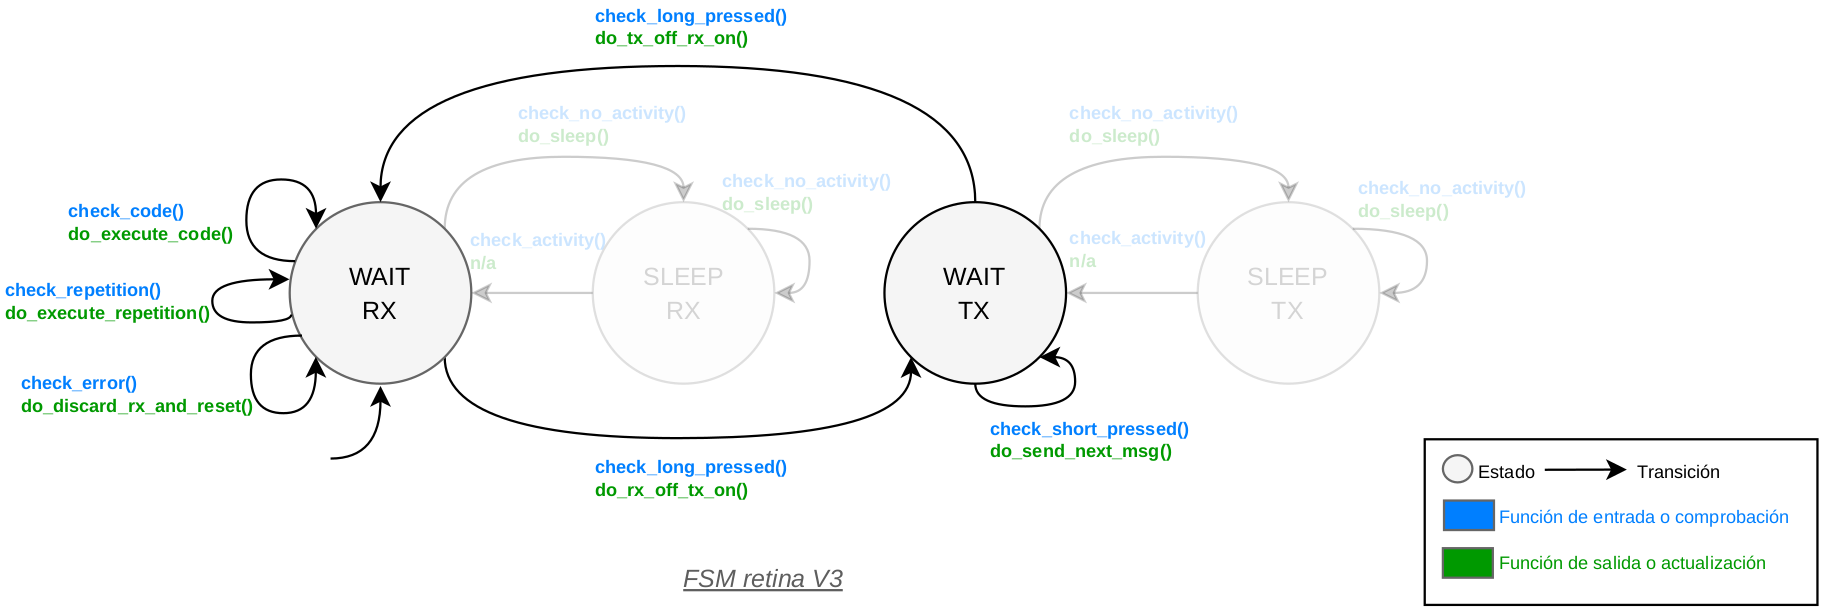 check_long_pressed()
do_tx_off_rx_on()
check_no_activity()
do_sleep()
check_no_activity()
do_sleep()
check_no_activity()
do_sleep()
check_no_activity()
do_sleep()
check_code()
do_execute_code()
check_activity()
n/a
check_activity()
n/a
check_repetition()
do_execute_repetition()
WAIT
RX
SLEEP
RX
WAIT
TX
SLEEP
TX
check_error()
do_discard_rx_and_reset()
check_short_pressed()
do_send_next_msg()
check_long_pressed()
do_rx_off_tx_on()
Estado
Transición
Función de entrada o comprobación
Función de salida o actualización
FSM retina V3